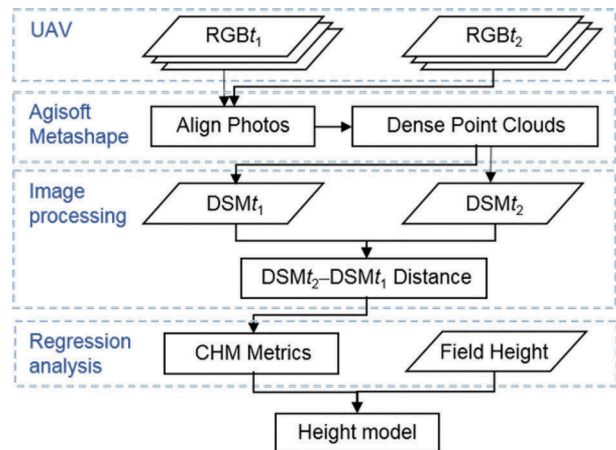 UAV
RGBt1
RGBt2
Agisoft
Metashape
Align Photos
Dense Point Clouds
Image
processing
DSMt1
DSMt2
DSMt2–DSMt1 Distance
Regression
analysis
CHM Metrics
Field Height
Height model